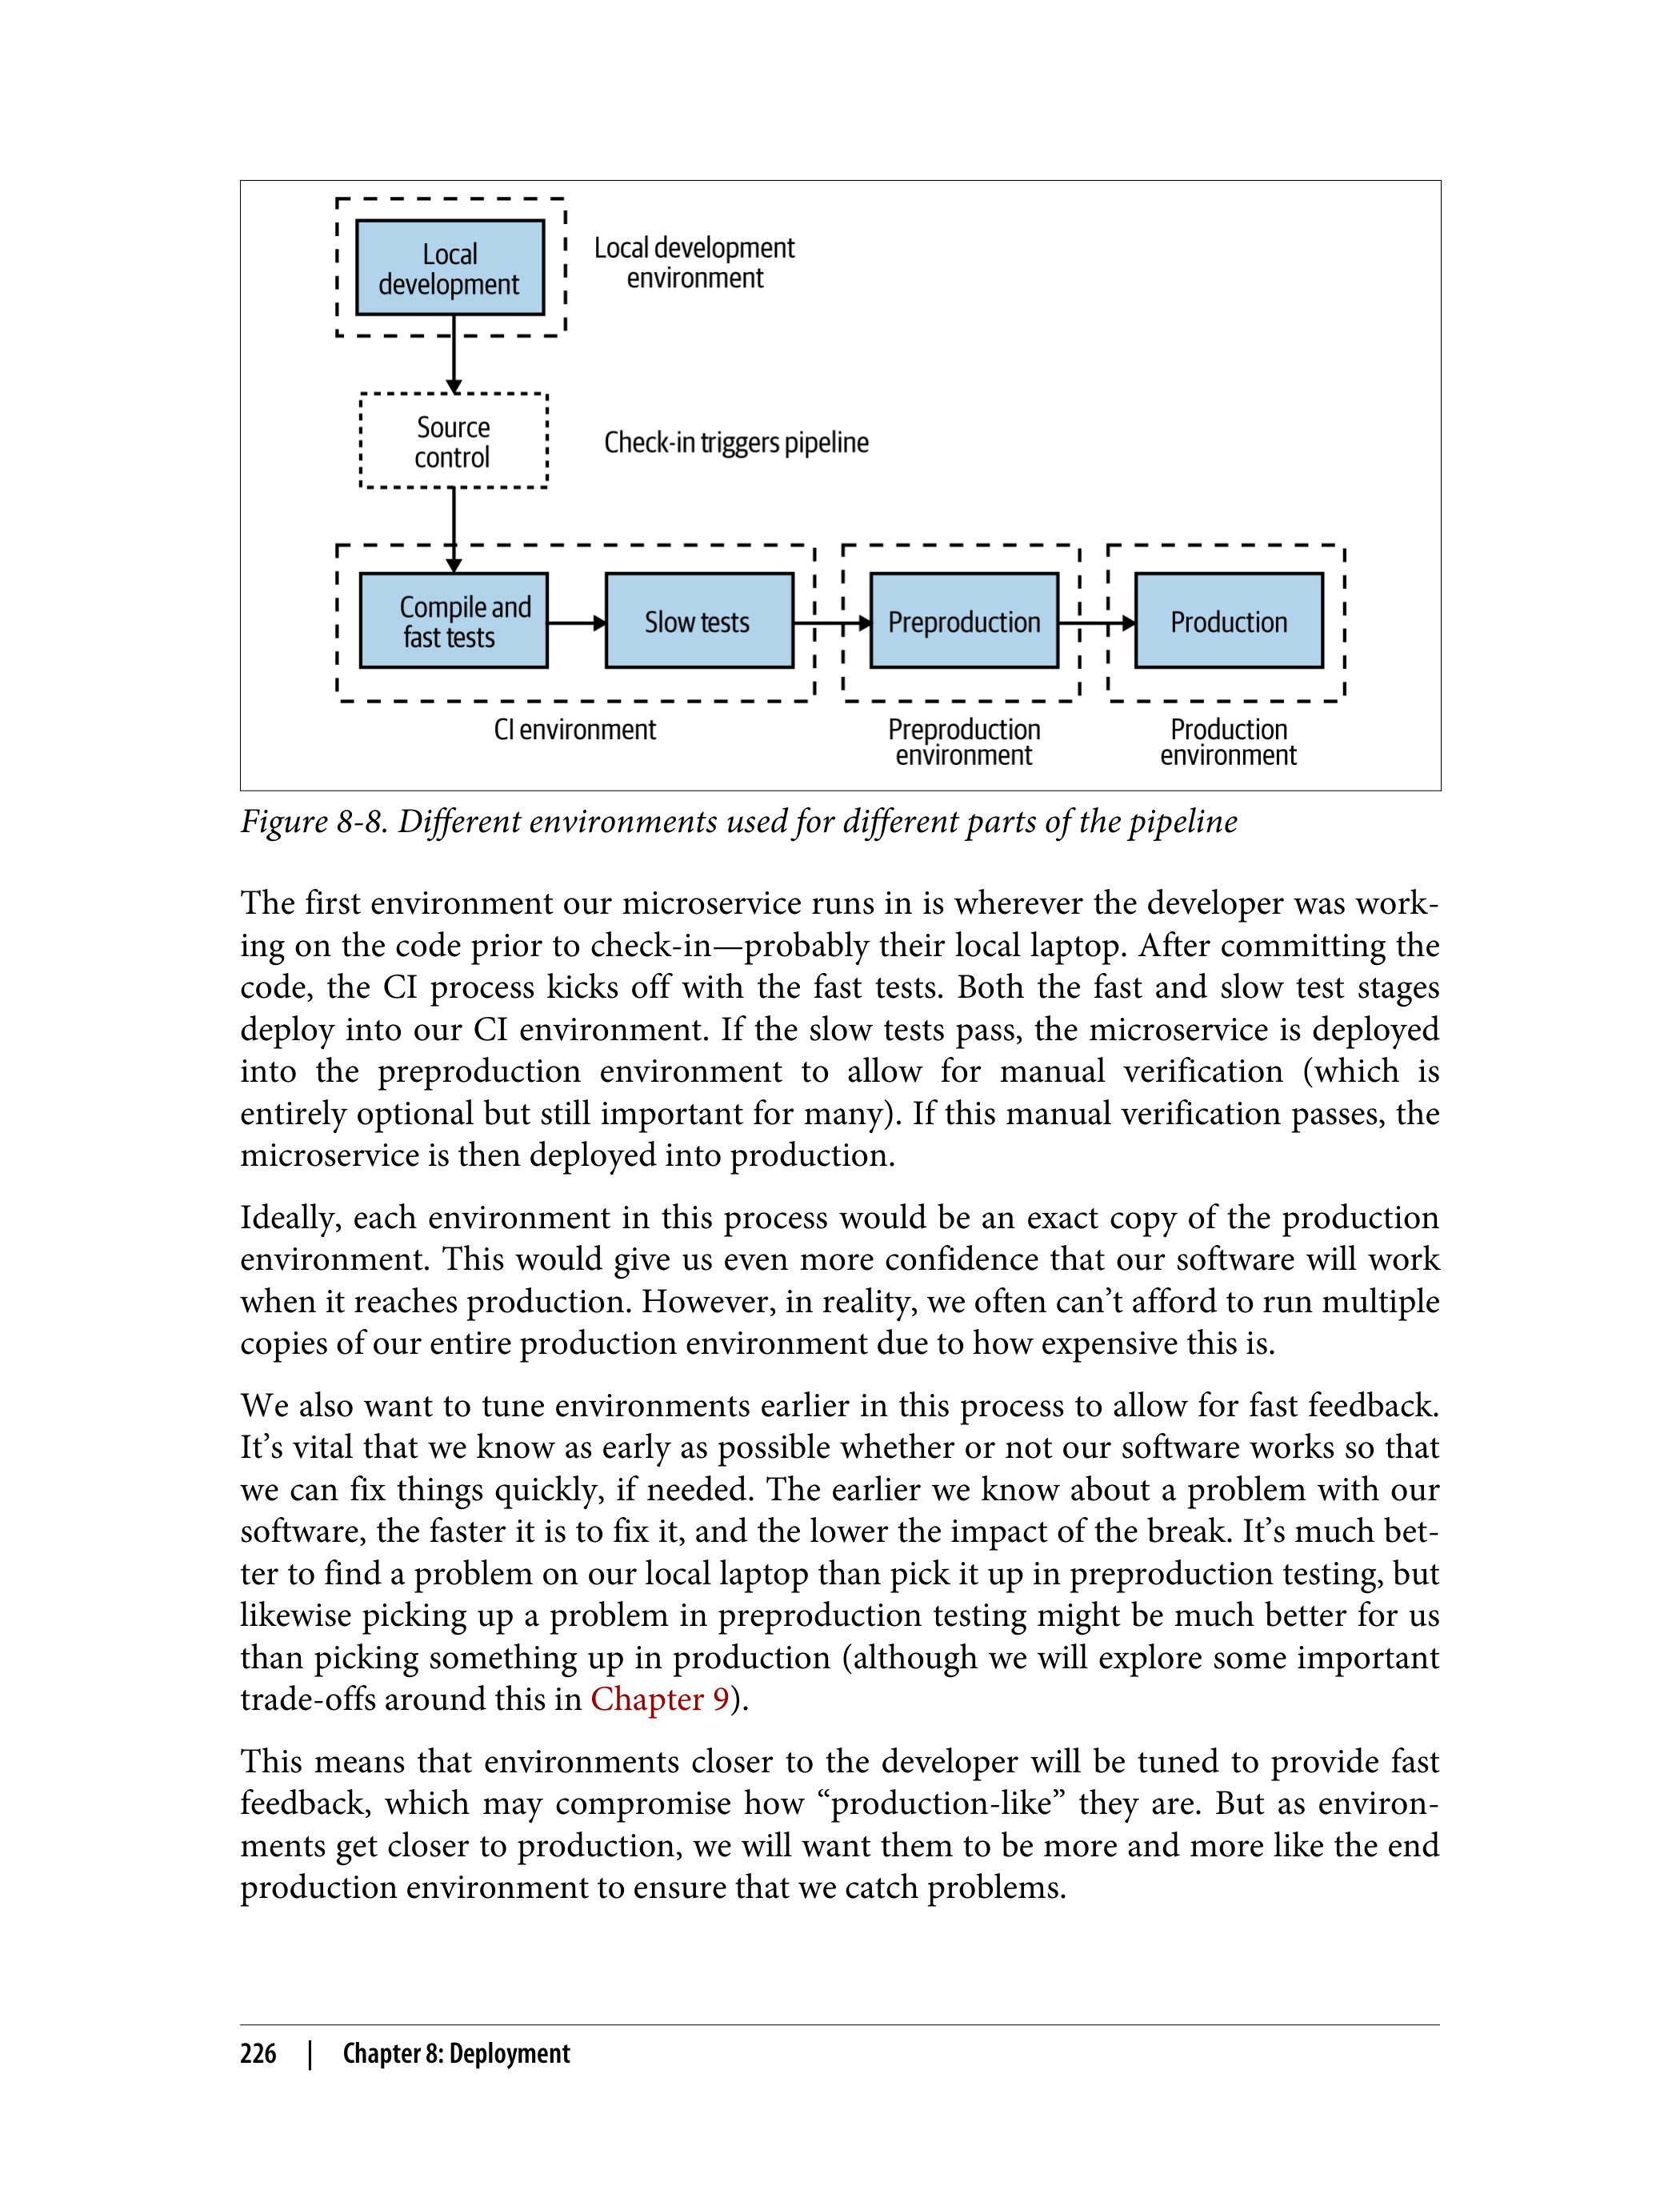 Local
development
Local development
environment
Source
control
Check-in triggers pipeline
Compile and
fast tests
Slow tests
Preproduction
Production
CI environment
Preproduction
environment
Production
environment
Figure 8-8. Different environments used for different parts of the pipeline
The first environment our microservice runs in is wherever the developer was work-
ing on the code prior to check-in—probably their local laptop. After committing the
code, the CI process kicks off with the fast tests. Both the fast and slow test stages
deploy into our CI environment. If the slow tests pass, the microservice is deployed
into the preproduction environment to allow for manual verification (which is
entirely optional but still important for many). If this manual verification passes, the
microservice is then deployed into production.
Ideally, each environment in this process would be an exact copy of the production
environment. This would give us even more confidence that our software will work
when it reaches production. However, in reality, we often can’t afford to run multiple
copies of our entire production environment due to how expensive this is.
We also want to tune environments earlier in this process to allow for fast feedback.
It’s vital that we know as early as possible whether or not our software works so that
we can fix things quickly, if needed. The earlier we know about a problem with our
software, the faster it is to fix it, and the lower the impact of the break. It’s much bet-
ter to find a problem on our local laptop than pick it up in preproduction testing, but
likewise picking up a problem in preproduction testing might be much better for us
than picking something up in production (although we will explore some important
trade-offs around this in Chapter 9).
This means that environments closer to the developer will be tuned to provide fast
feedback, which may compromise how “production-like” they are. But as environ-
ments get closer to production, we will want them to be more and more like the end
production environment to ensure that we catch problems.
226 | Chapter 8: Deployment